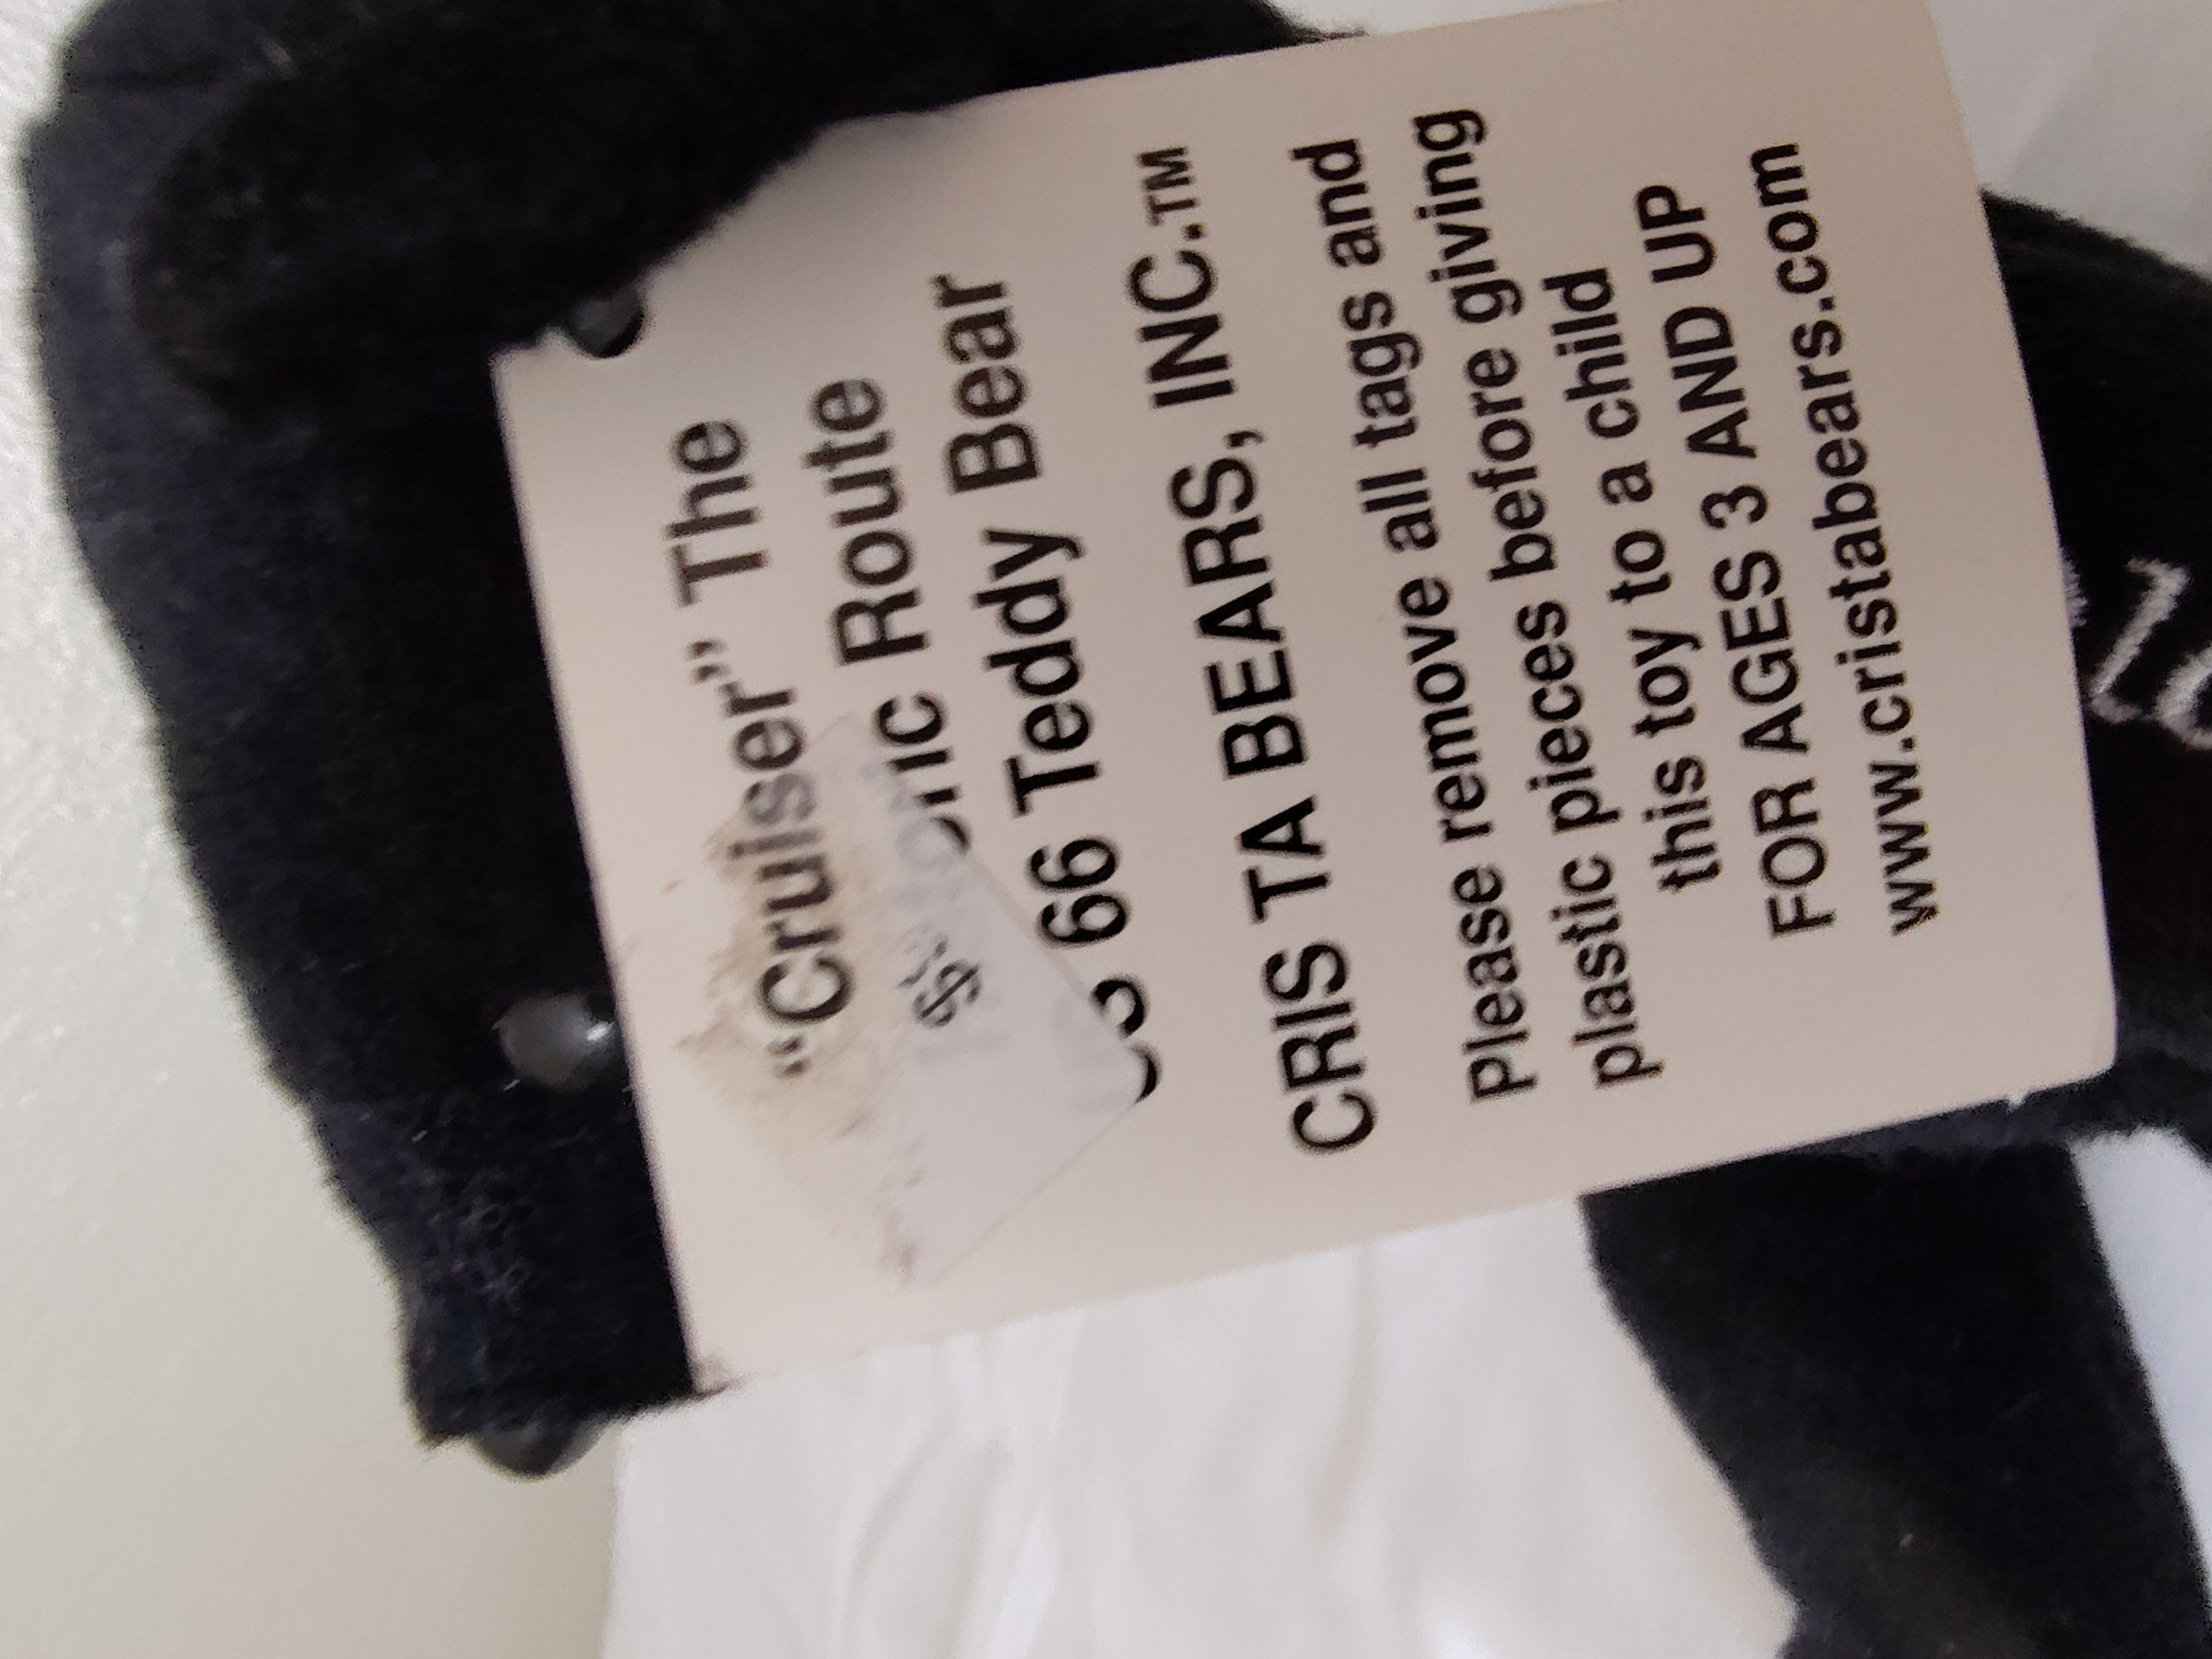 “Cruiser” The
Route
66 Teddy Bear
CRIS TA BEARS, INC.™
Please remove all tags and
plastic pieces before giving
this toy to a child
FOR AGES 3 AND UP
www.cristabears.com